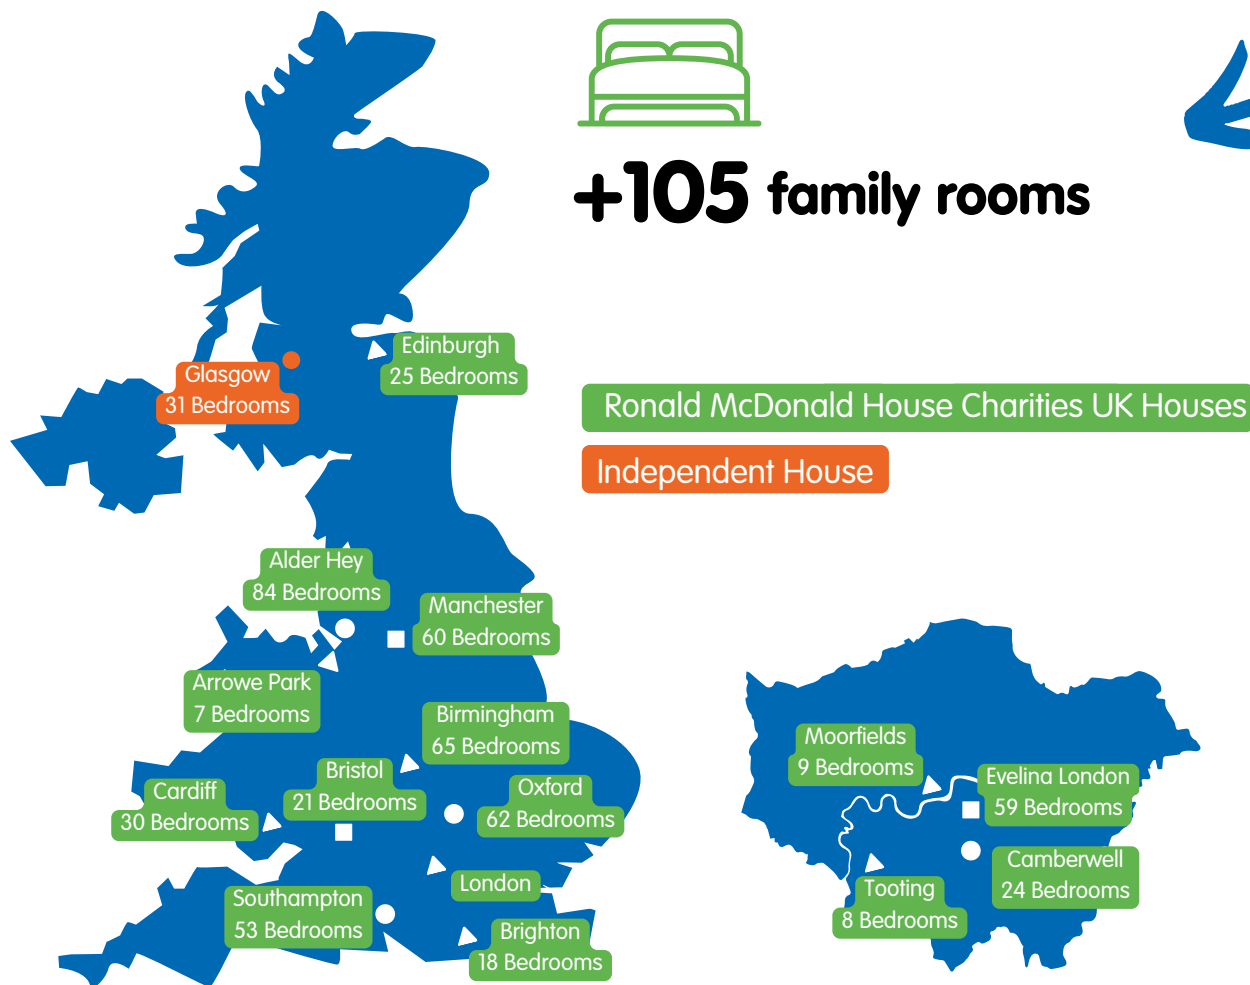 +105 family rooms
Edinburgh
25 Bedrooms
Glasgow
31 Bedrooms
Ronald McDonald House Charities UK Houses
Independent House
Alder Hey
84 Bedrooms
Manchester
60 Bedrooms
Arrowe Park
7 Bedrooms
Birmingham
65 Bedrooms
Bristol
21 Bedrooms
Cardiff
30 Bedrooms
Oxford
62 Bedrooms
London
Southampton
53 Bedrooms
Brighton
18 Bedrooms
Moorfields
9 Bedrooms
Evelina London
59 Bedrooms
Camberwell
24 Bedrooms
Tooting
8 Bedrooms